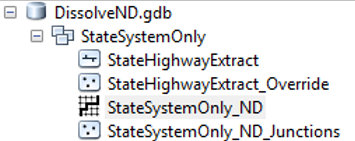 DissolveND.gdb
StateSystemOnly
StateHighwayExtract
StateHighwayExtract_Override
StateSystemOnly_ND
StateSystemOnly_ND_Junctions